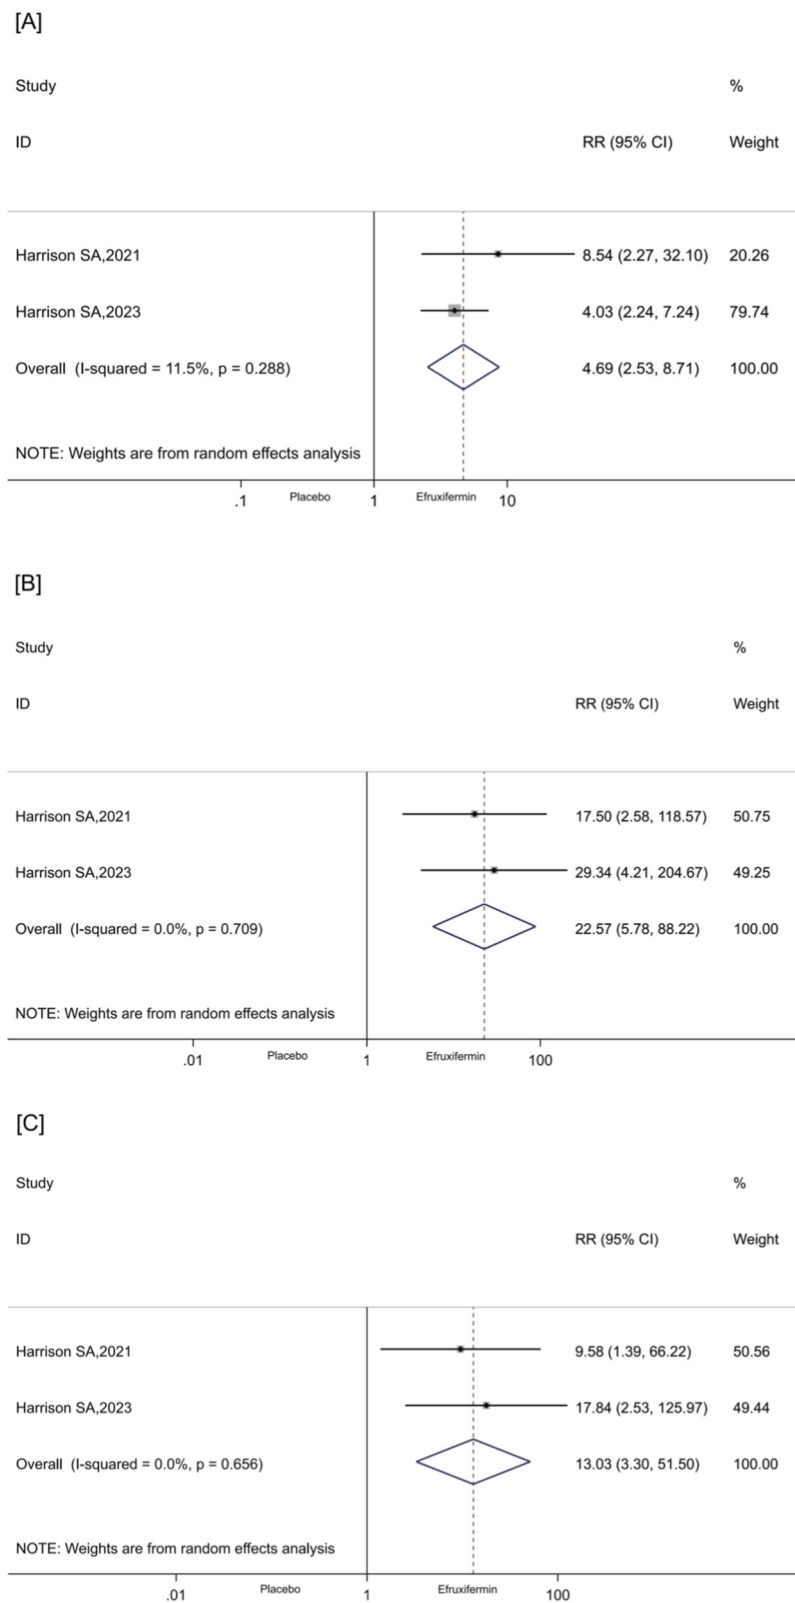 [A]
Study %
ID RR (95% CI) Weight
Harrison SA,2021 8.54 (2.27, 32.10) 20.26
Harrison SA,2023 4.03 (2.24, 7.24) 79.74
Overall (I-squared = 11.5%, p = 0.288) 4.69 (2.53, 8.71) 100.00
NOTE: Weights are from random effects analysis
.1 Placebo 1 Efruxifermin 10
[B]
Study %
ID RR (95% CI) Weight
Harrison SA,2021 17.50 (2.58, 118.57) 50.75
Harrison SA,2023 29.34 (4.21, 204.67) 49.25
Overall (I-squared = 0.0%, p = 0.709) 22.57 (5.78, 88.22) 100.00
NOTE: Weights are from random effects analysis
.01 Placebo 1 Efruxifermin 100
[C]
Study %
ID RR (95% CI) Weight
Harrison SA,2021 9.58 (1.39, 66.22) 50.56
Harrison SA,2023 17.84 (2.53, 125.97) 49.44
Overall (I-squared = 0.0%, p = 0.656) 13.03 (3.30, 51.50) 100.00
NOTE: Weights are from random effects analysis
.01 Placebo 1 Efruxifermin 100